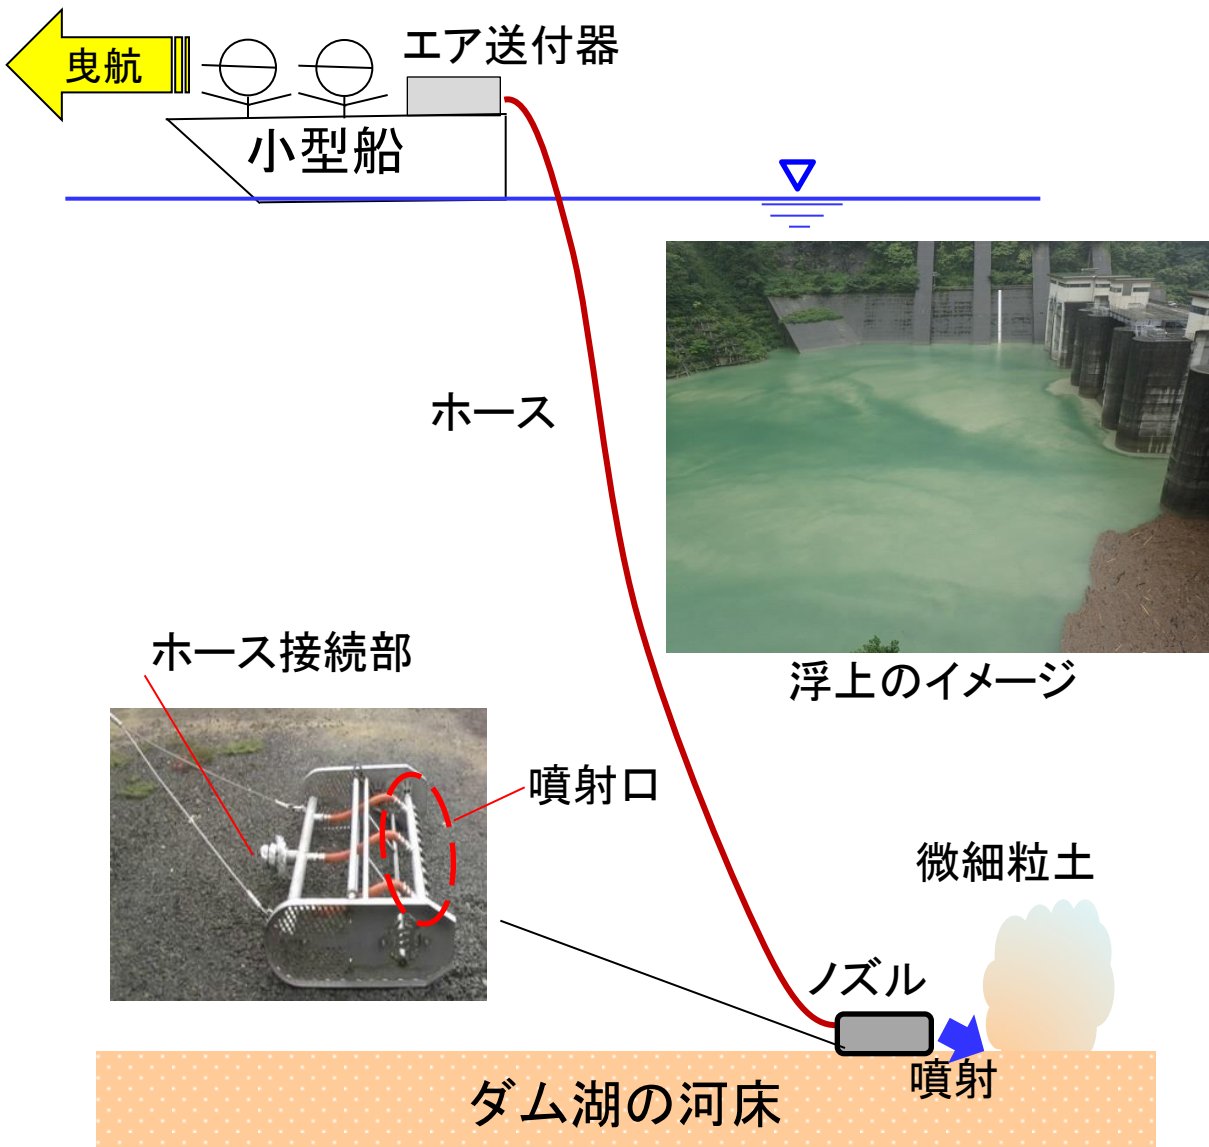 エア送付器
曳航
小型船
ホース
ホース接続部
浮上のイメージ
噴射口
微細粒土
ノズル
噴射
ダム湖の河床